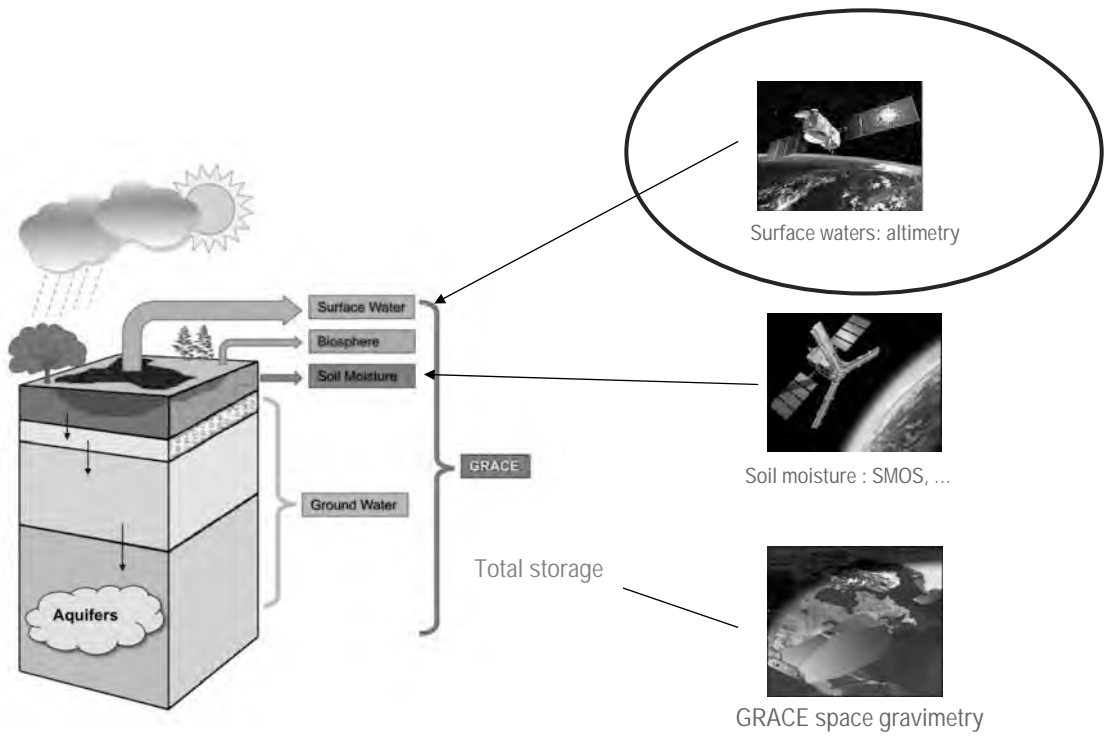 Surface waters: altimetry
Surface Water
Biosphere
Soil Moisture
GRACE
Ground Water
Aquifers
Soil moisture : SMOS, ...
Total storage
GRACE space gravimetry